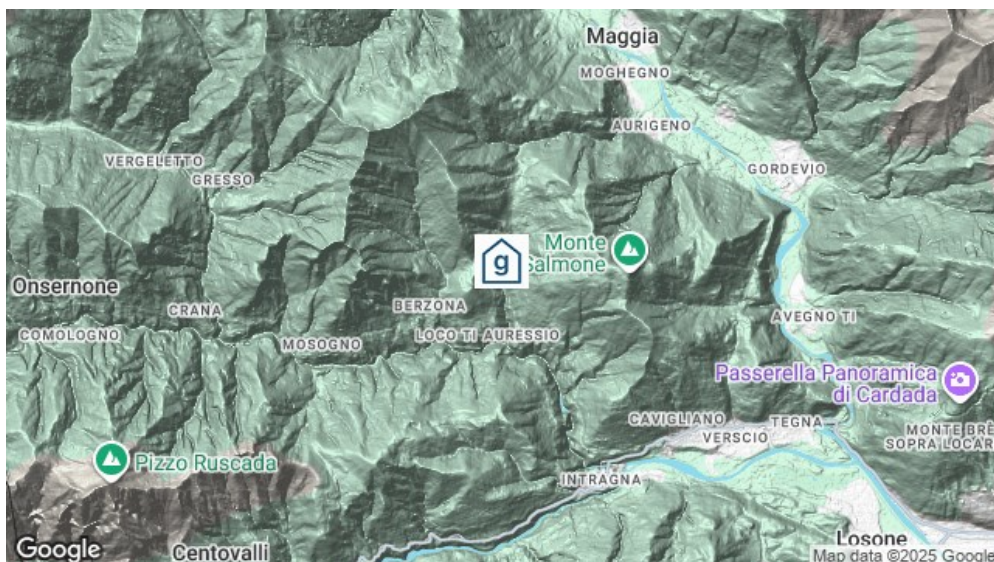 Maggia
MOGHEGNO
AURIGENO
VERGELETTO
GRESSO
GORDEVIO
g
Monte
Salmone
Onsernone
CRANA
BERZONA
AVEGNO TI
COMOLOGNO
MOSOGNO
LOCO TI AURESSIO
Passerella Panoramica
di Cardada
CAVIGLIANO
TEGNA
VERSCIO
MONTE BRÈ
SOPRA LOCAR
Pizzo Ruscada
INTRAGNA
Google
Centovalli
Losone
Map data ©2025 Google